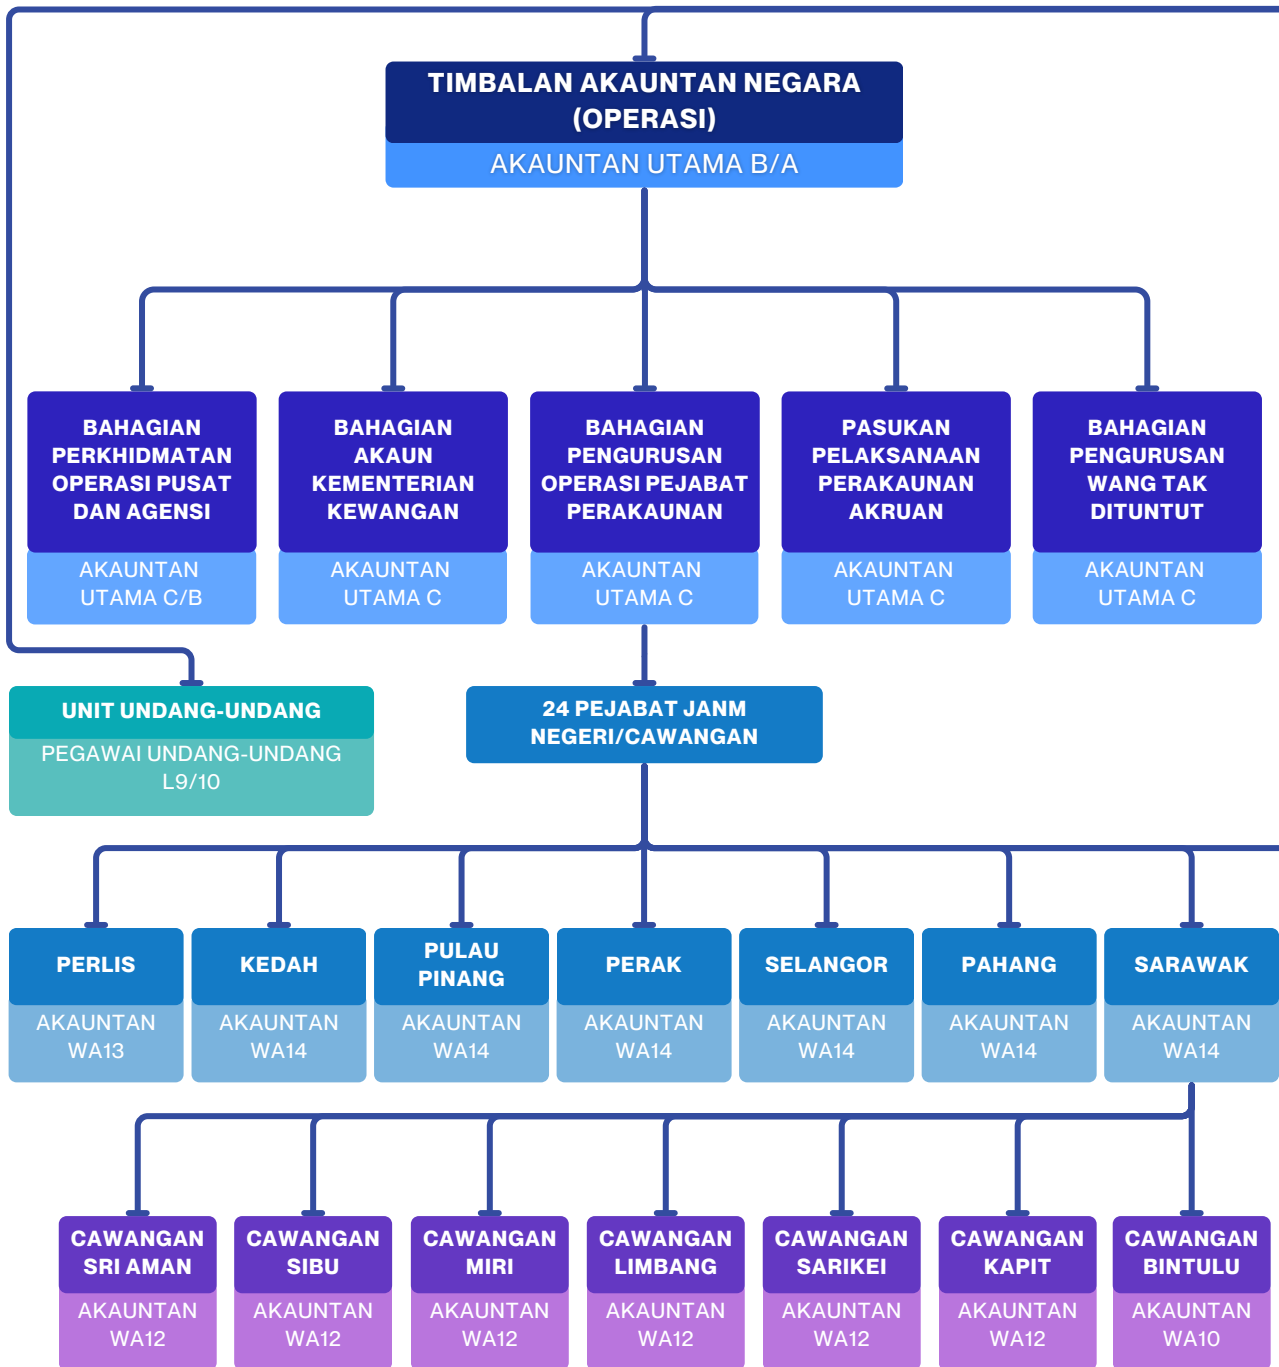 TIMBALAN AKAUNTAN NEGARA
(OPERASI)
AKAUNTAN UTAMA B/A
BAHAGIAN
PERKHIDMATAN
OPERASI PUSAT
DAN AGENSI
AKAUNTAN
UTAMA C/B
BAHAGIAN
AKAUN
KEMENTERIAN
KEWANGAN
AKAUNTAN
UTAMA C
BAHAGIAN
PENGURUSAN
OPERASI PEJABAT
PERAKAUNAN
AKAUNTAN
UTAMA C
PASUKAN
PELAKSANAAN
PERAKAUNAN
AKRUAN
AKAUNTAN
UTAMA C
BAHAGIAN
PENGURUSAN
WANG TAK
DITUNTUT
AKAUNTAN
UTAMA C
UNIT UNDANG-UNDANG
PEGAWAI UNDANG-UNDANG
L9/10
24 PEJABAT JANM
NEGERI/CAWANGAN
PERLIS
AKAUNTAN
WA13
KEDAH
AKAUNTAN
WA14
PULAU
PINANG
AKAUNTAN
WA14
PERAK
AKAUNTAN
WA14
SELANGOR
AKAUNTAN
WA14
PAHANG
AKAUNTAN
WA14
SARAWAK
AKAUNTAN
WA14
CAWANGAN
SRI AMAN
AKAUNTAN
WA12
CAWANGAN
SIBU
AKAUNTAN
WA12
CAWANGAN
MIRI
AKAUNTAN
WA12
CAWANGAN
LIMBANG
AKAUNTAN
WA12
CAWANGAN
SARIKEI
AKAUNTAN
WA12
CAWANGAN
KAPIT
AKAUNTAN
WA12
CAWANGAN
BINTULU
AKAUNTAN
WA10